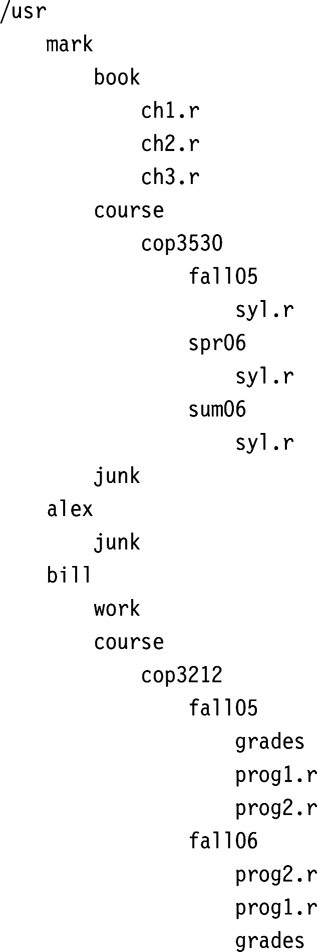 /usr
    mark
        book
            ch1.r
            ch2.r
            ch3.r
        course
            cop3530
                fall05
                    syl.r
                spr06
                    syl.r
                sum06
                    syl.r
        junk
    alex
        junk
    bill
        work
        course
            cop3212
                fall05
                    grades
                    prog1.r
                    prog2.r
                fall06
                    prog2.r
                    prog1.r
                    grades